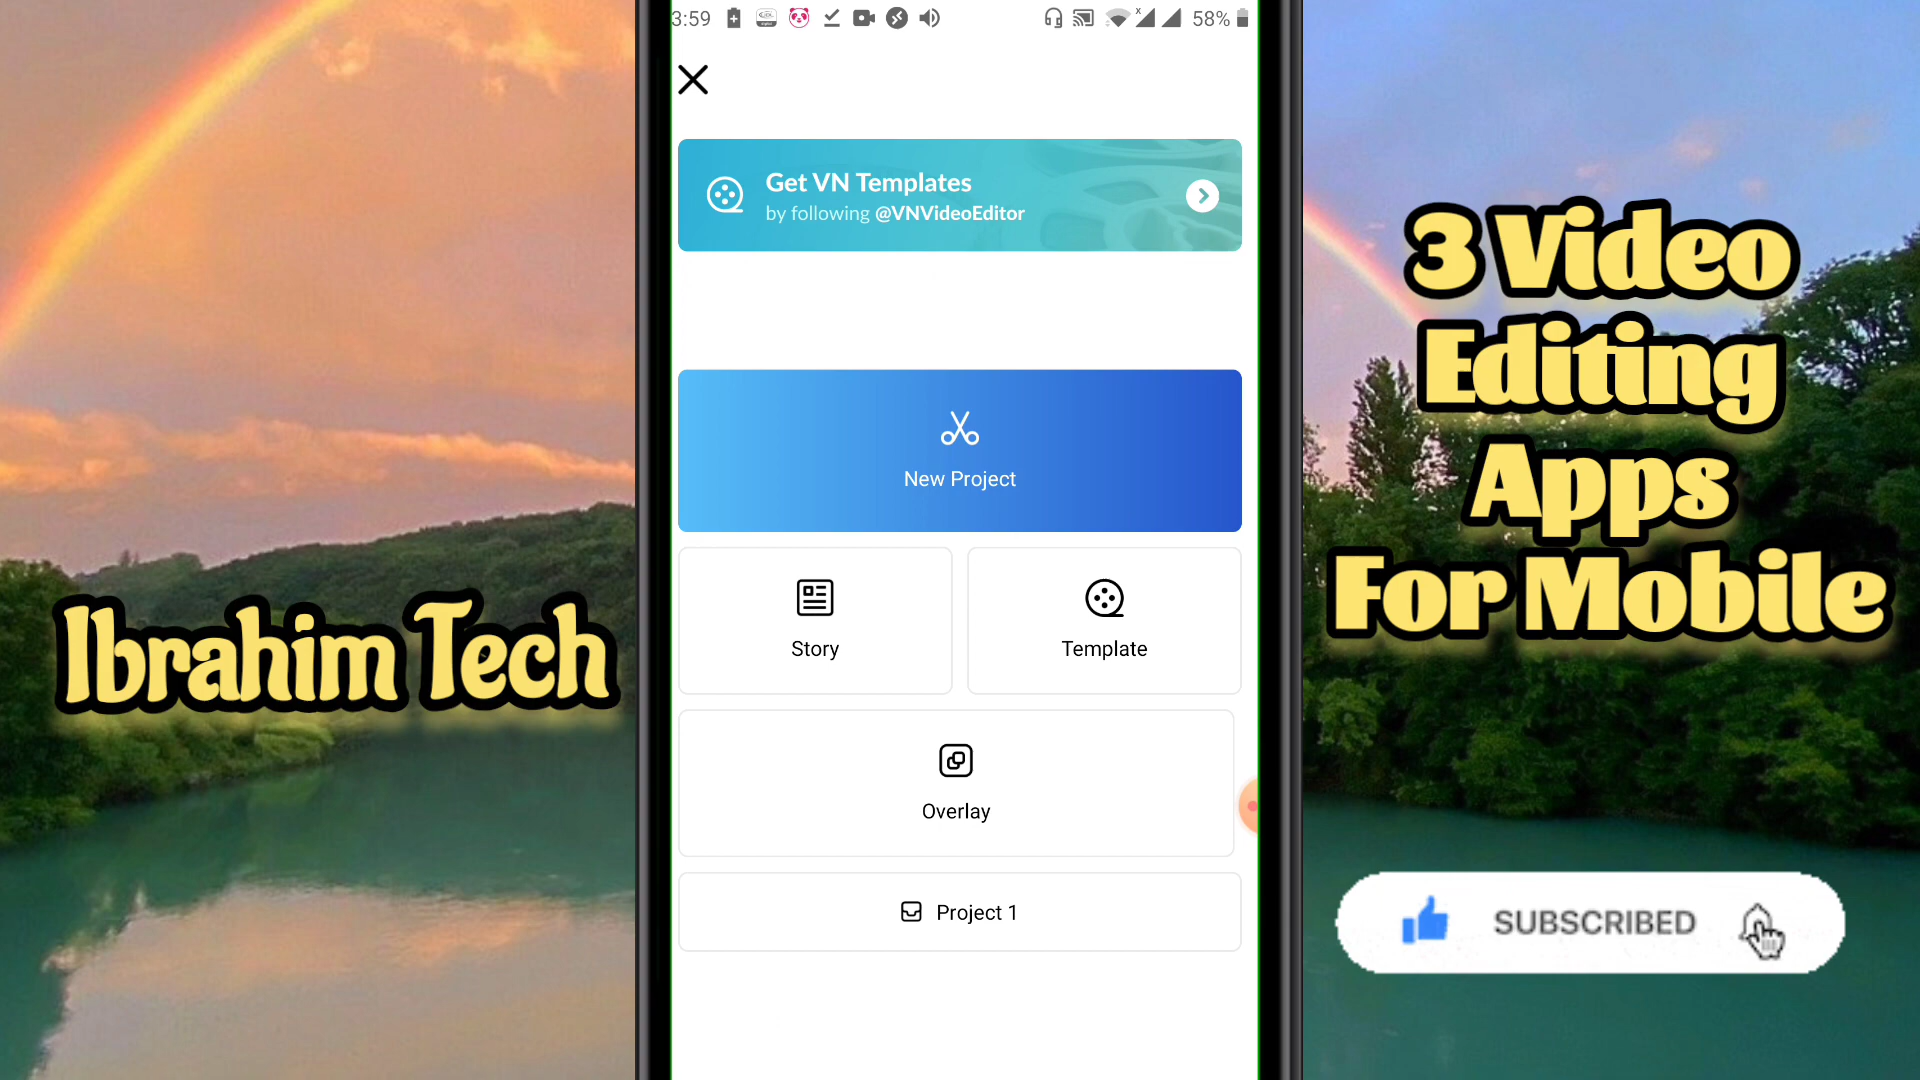 3:59
58%
Get VN Templates
by following @VNVideoEditor
New Project
Story
Template
Overlay
Project 1
Ibrahim Tech
3 Video
Editing
Apps
For Mobile
SUBSCRIBED